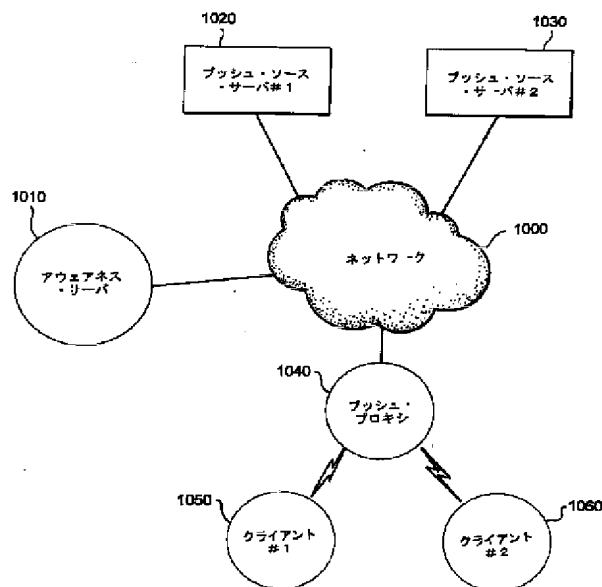 1020
プッシュ・ソース
・サーバ#1
1030
プッシュ・ソース
・サーバ#2
1010
アウェアネス
・サーバ
1000
ネットワーク
1040
プッシュ・
プロキシ
1050
クライアント
#1
1060
クライアント
#2